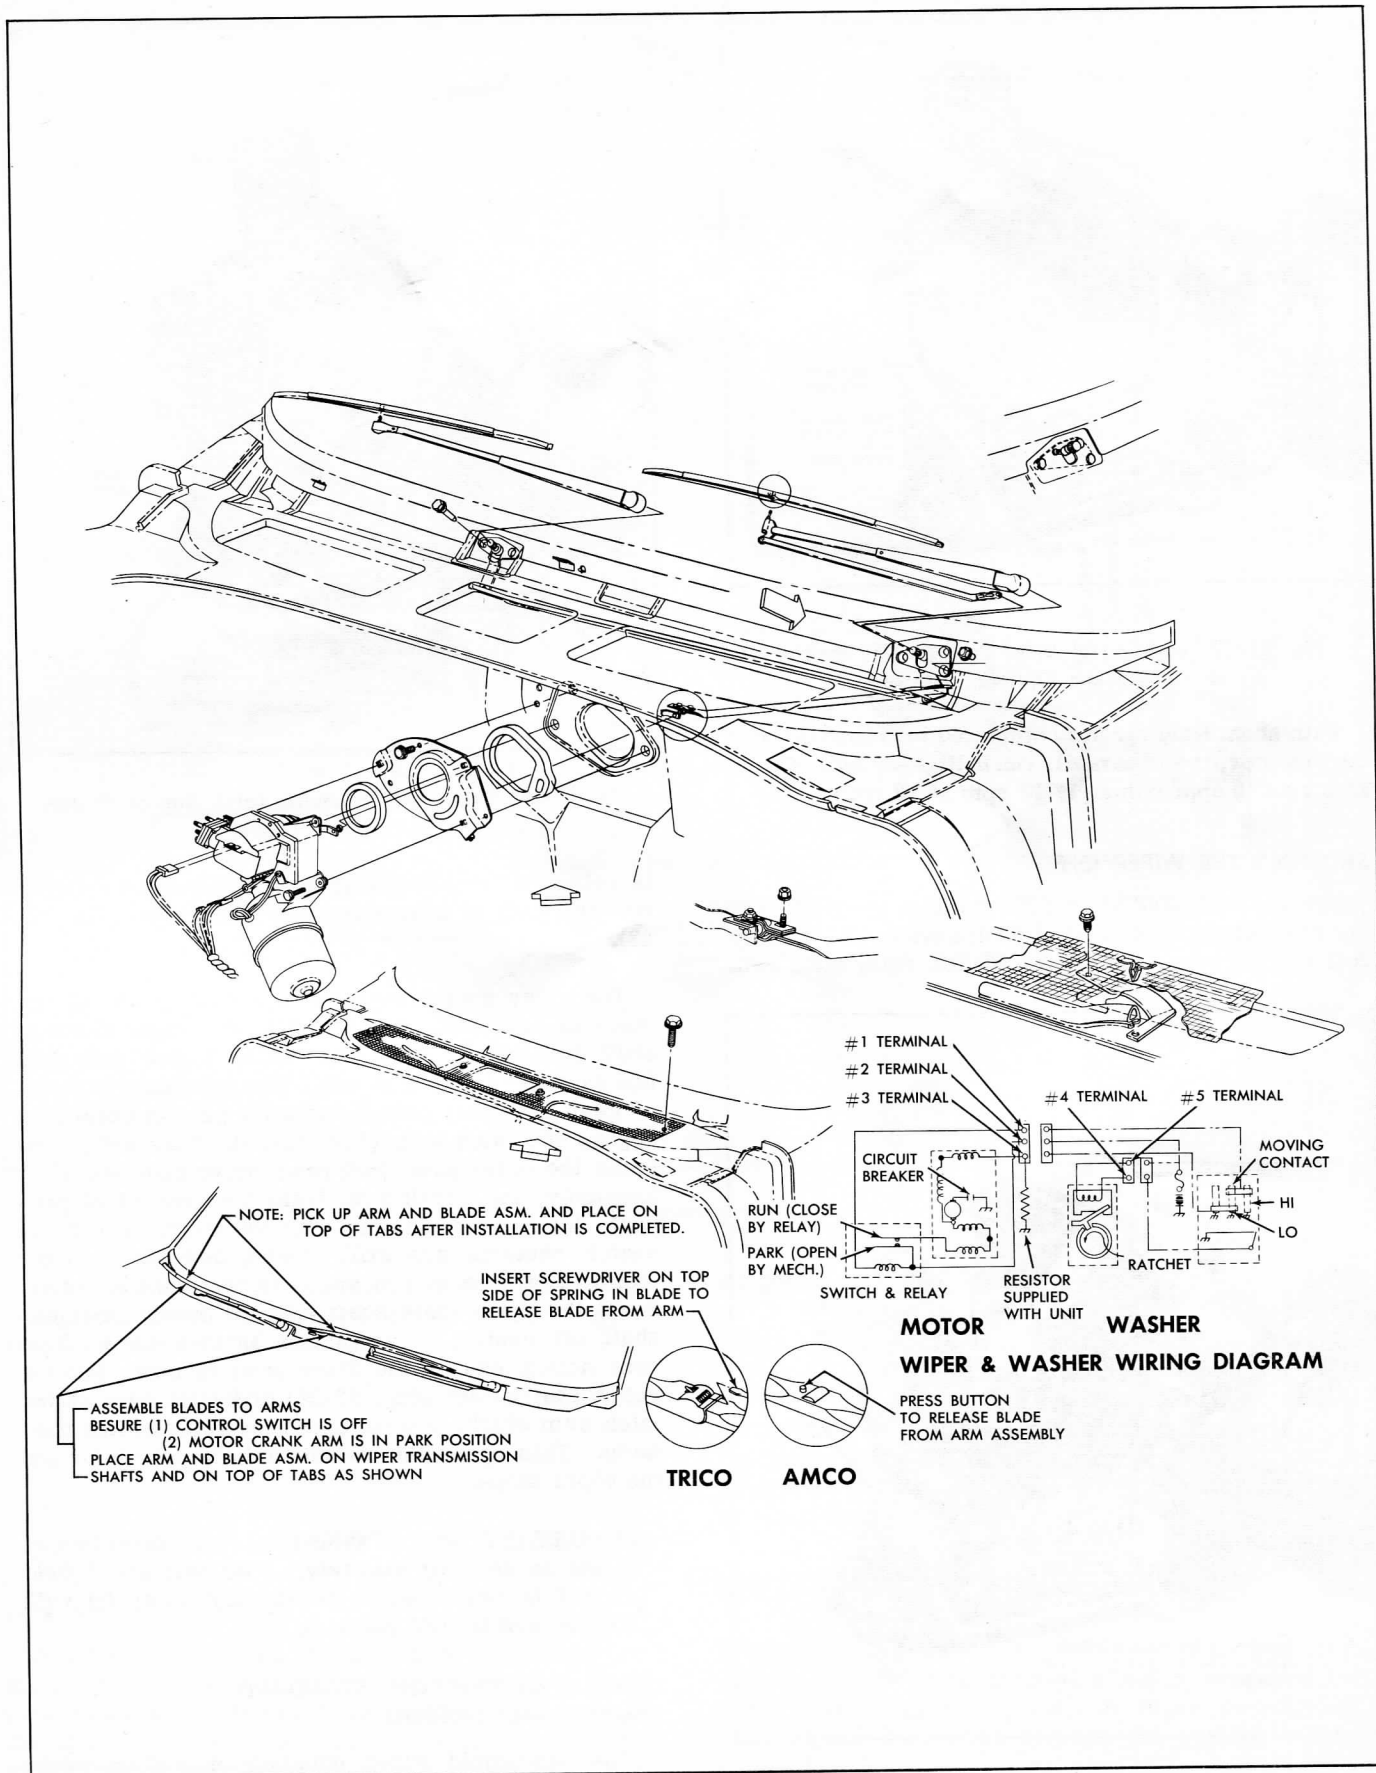 #1 TERMINAL
#2 TERMINAL
#3 TERMINAL
#4 TERMINAL
#5 TERMINAL
CIRCUIT
BREAKER
MOVING
CONTACT
HI
LO
RUN (CLOSE
BY RELAY)
PARK (OPEN
BY MECH.)
SWITCH & RELAY
RESISTOR
SUPPLIED
WITH UNIT
RATCHET
MOTOR
WASHER
WIPER & WASHER WIRING DIAGRAM
NOTE: PICK UP ARM AND BLADE ASM. AND PLACE ON
TOP OF TABS AFTER INSTALLATION IS COMPLETED.
INSERT SCREWDRIVER ON TOP
SIDE OF SPRING IN BLADE TO
RELEASE BLADE FROM ARM
PRESS BUTTON
TO RELEASE BLADE
FROM ARM ASSEMBLY
ASSEMBLE BLADES TO ARMS
BESURE (1) CONTROL SWITCH IS OFF
(2) MOTOR CRANK ARM IS IN PARK POSITION
PLACE ARM AND BLADE ASM. ON WIPER TRANSMISSION
SHAFTS AND ON TOP OF TABS AS SHOWN
TRICO
AMCO